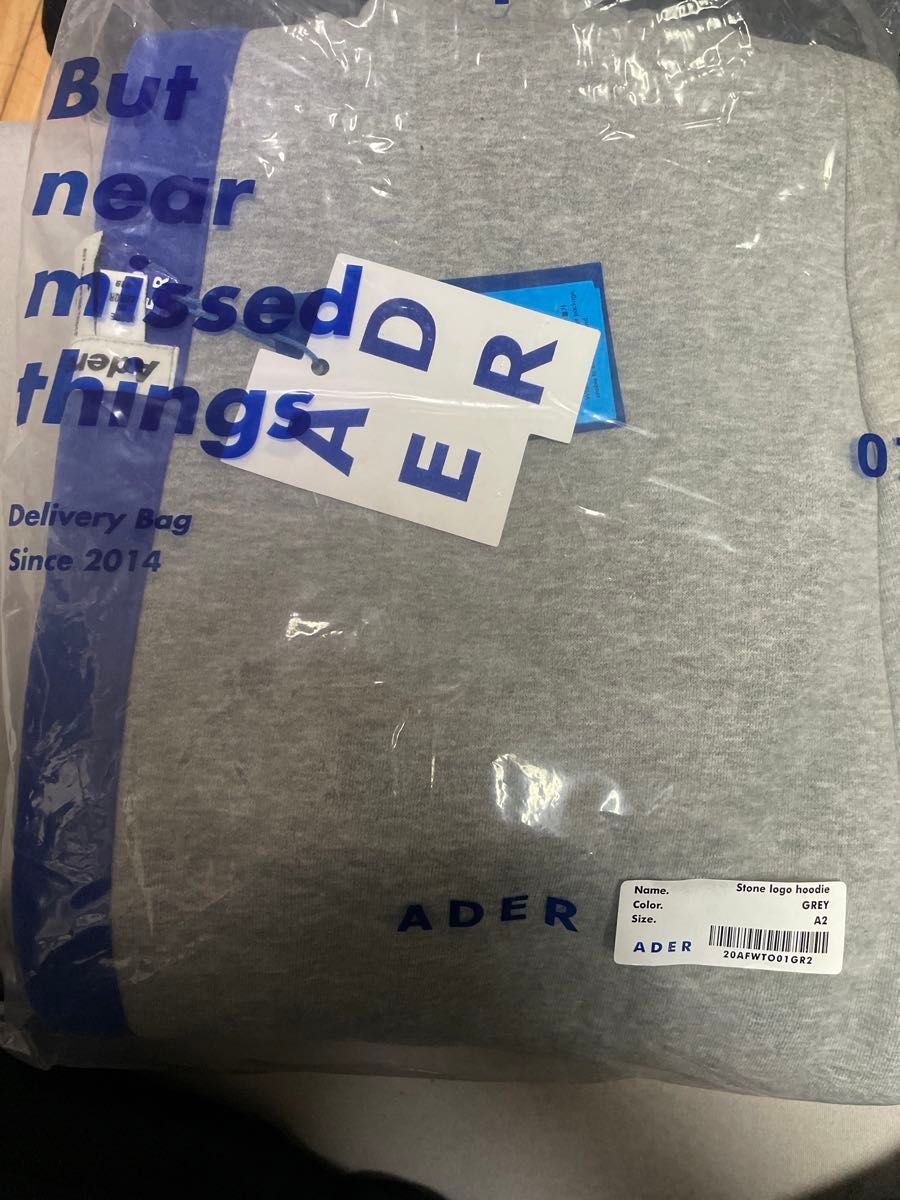 But
near
missed
things
Delivery Bag
Since 2014
A D
E R
Ader
ADER
Name. Stone logo hoodie
Color. GREY
Size. A2
ADER
20AFWTO01GR2